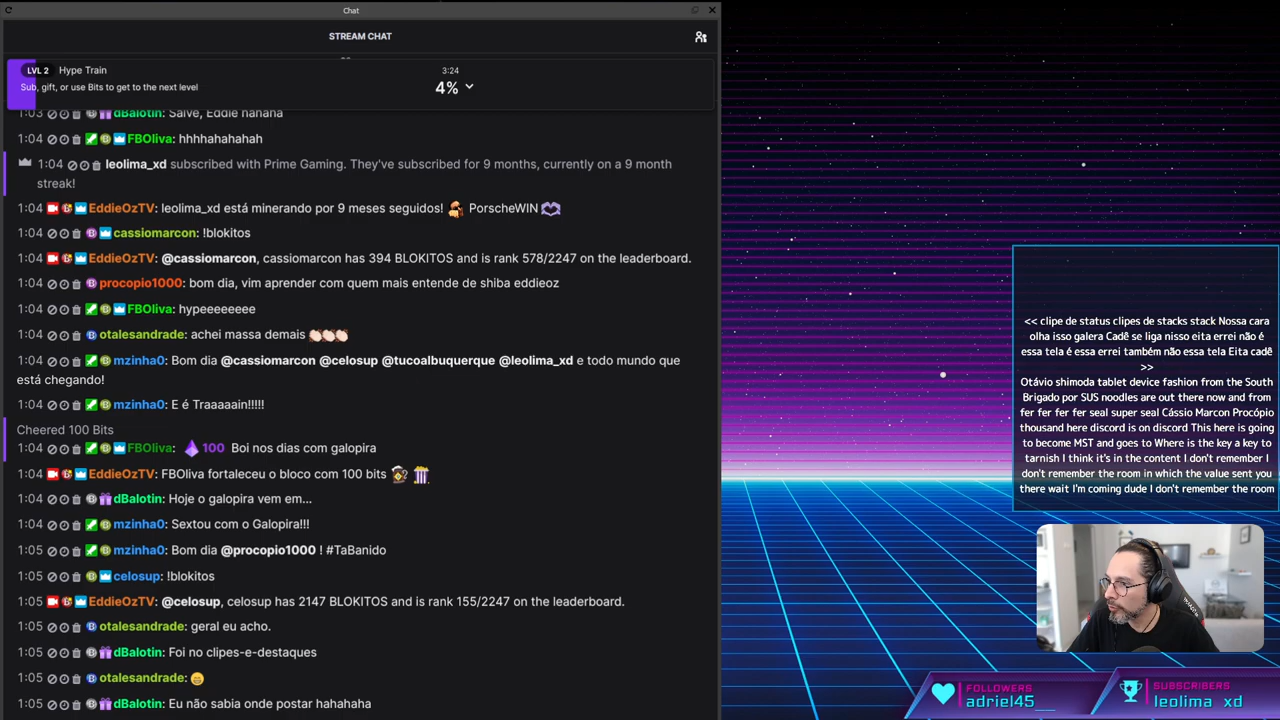 Chat
STREAM CHAT
LVL 2 Hype Train
Sub, gift, or use Bits to get to the next level
3:24
4%
1:03 dBalotin: Salve, Eddie hahaha
1:04 FBOliva: hhhhahahahah
1:04 leolima_xd subscribed with Prime Gaming. They've subscribed for 9 months, currently on a 9 month
streak!
1:04 EddieOzTV: leolima_xd está minerando por 9 meses seguidos! PorscheWIN
1:04 cassiomarcon: !blokitos
1:04 EddieOzTV: @cassiomarcon, cassiomarcon has 394 BLOKITOS and is rank 578/2247 on the leaderboard.
1:04 procopio1000: bom dia, vim aprender com quem mais entende de shiba eddieoz
1:04 FBOliva: hypeeeeeee
1:04 otalesandrade: achei massa demais
1:04 mzinha0: Bom dia @cassiomarcon @celosup @tucoalbuquerque @leolima_xd e todo mundo que
está chegando!
1:04 mzinha0: E é Traaaaain!!!!!
Cheered 100 Bits
1:04 FBOliva: 100 Boi nos dias com galopira
1:04 EddieOzTV: FBOliva fortaleceu o bloco com 100 bits
1:04 dBalotin: Hoje o galopira vem em...
1:04 mzinha0: Sextou com o Galopira!!!
1:05 mzinha0: Bom dia @procopio1000 ! #TaBanido
1:05 celosup: !blokitos
1:05 EddieOzTV: @celosup, celosup has 2147 BLOKITOS and is rank 155/2247 on the leaderboard.
1:05 otalesandrade: geral eu acho.
1:05 dBalotin: Foi no clipes-e-destaques
1:05 otalesandrade:
1:05 dBalotin: Eu não sabia onde postar hahahaha
<< clipe de status clipes de stacks stack Nossa cara
olha isso galera Cadê se liga nisso eita errei não é
essa tela é essa errei também não essa tela Eita cadê
>>
Otávio shimoda tablet device fashion from the South
Brigado por SUS noodles are out there now and from
fer fer fer fer seal super seal Cássio Marcon Procópio
thousand here discord is on discord This here is going
to become MST and goes to Where is the key a key to
tarnish I think it's in the content I don't remember I
don't remember the room in which the value sent you
there wait I'm coming dude I don't remember the room
FOLLOWERS
adriel45__
SUBSCRIBERS
leolima_xd